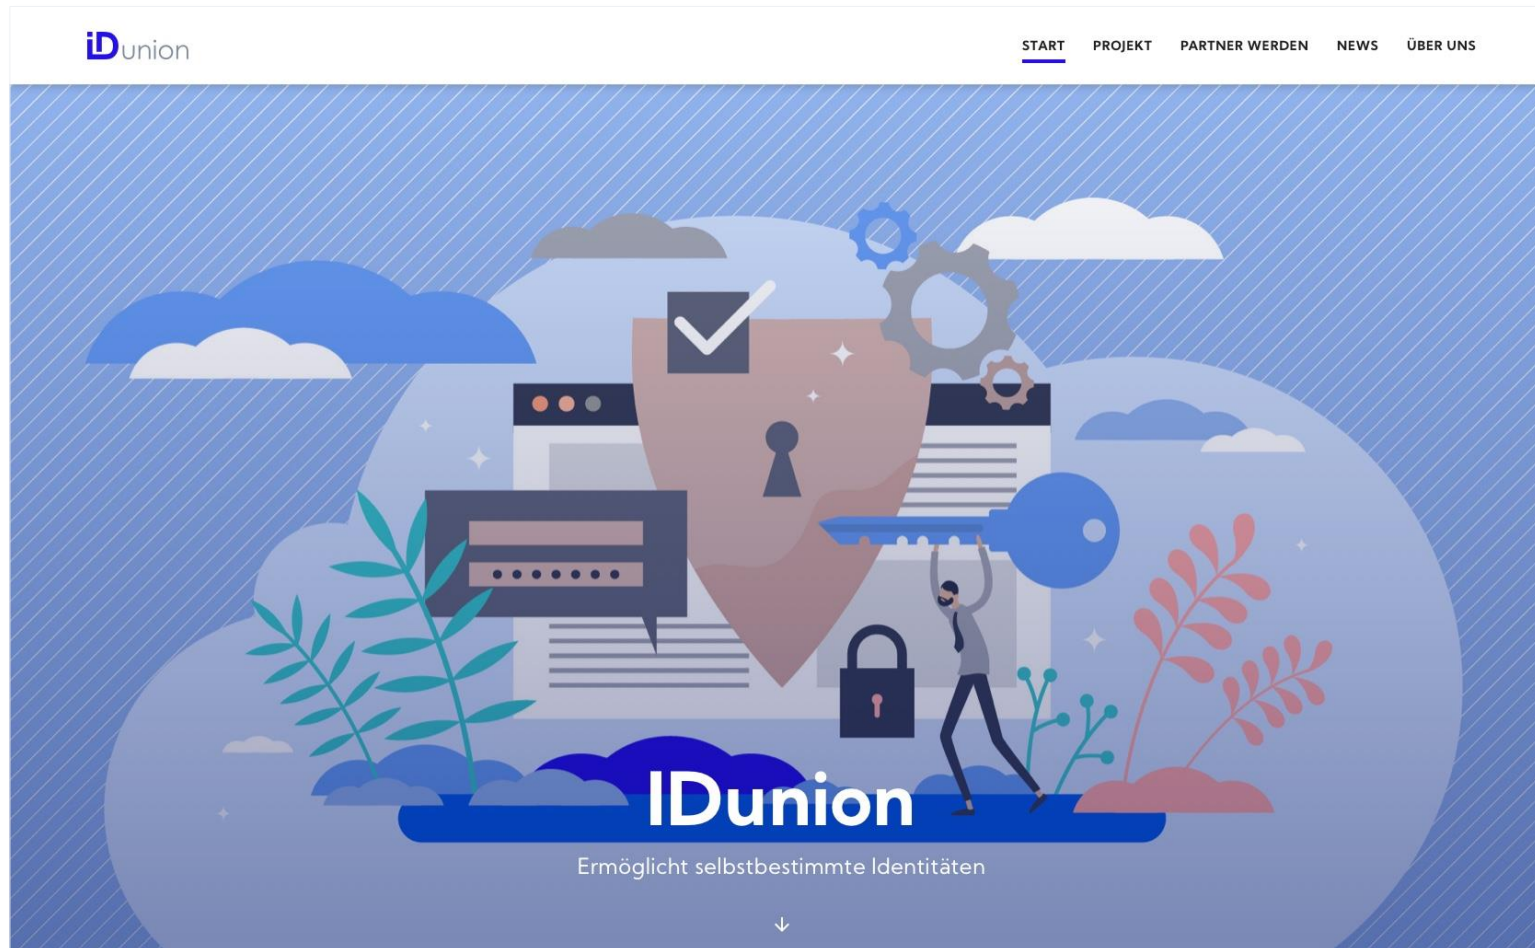 iDunion
START PROJEKT PARTNER WERDEN NEWS ÜBER UNS
IDunion
Ermöglicht selbstbestimmte Identitäten